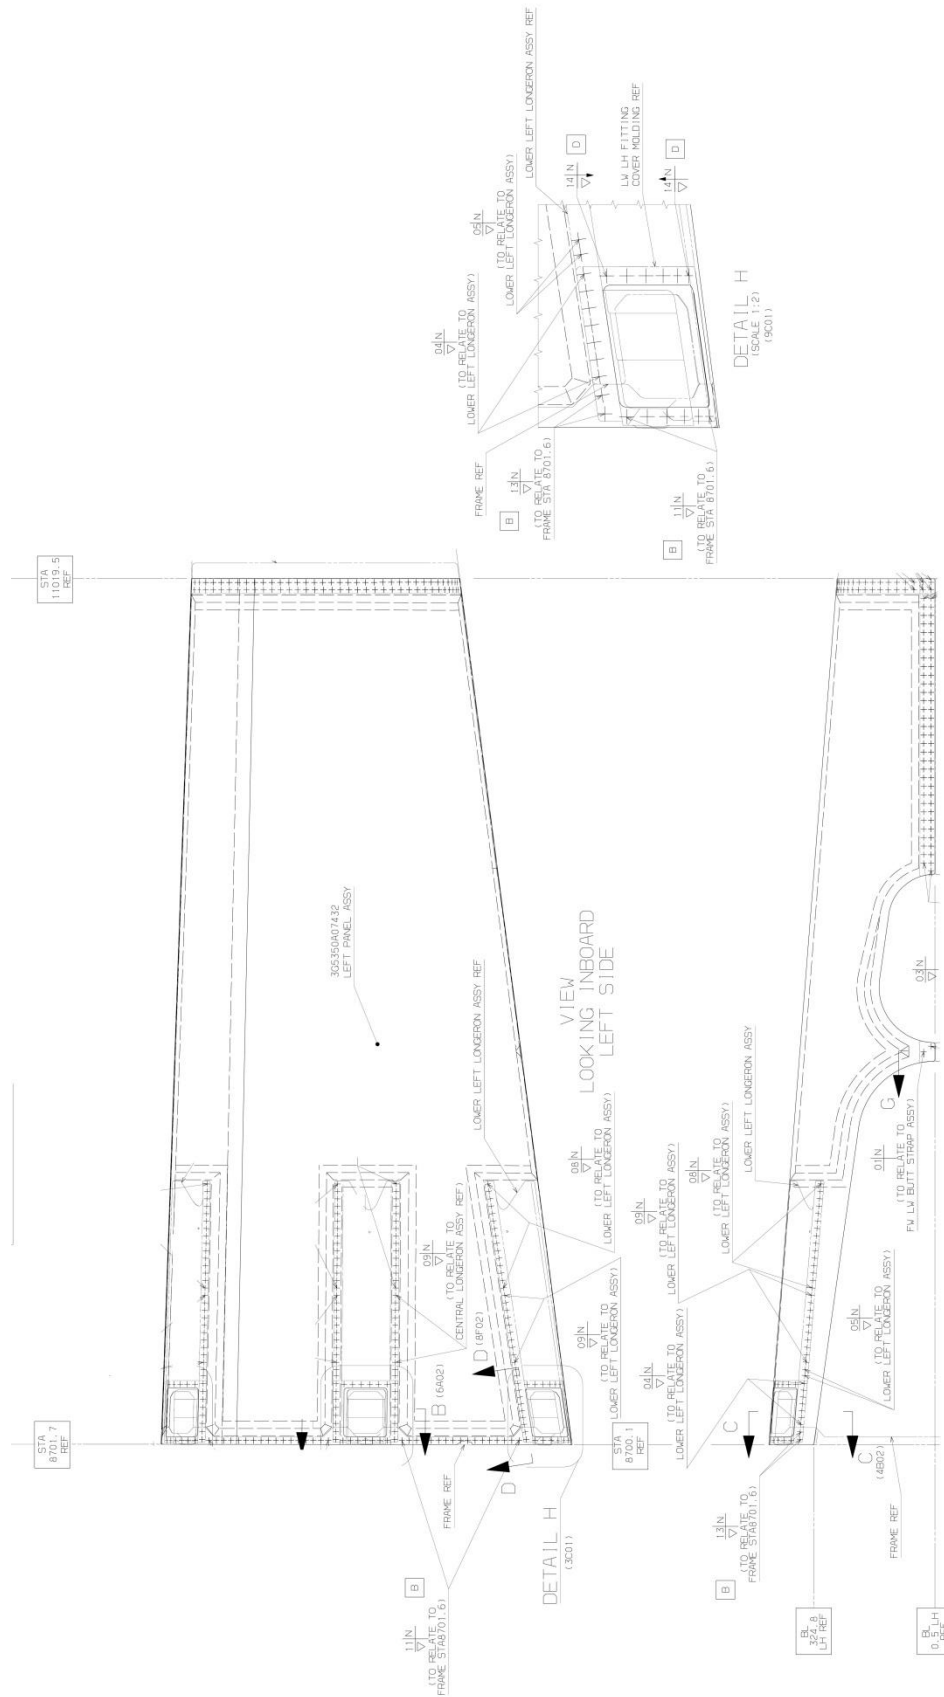 STA
11019.5
REF
STA
8701.7
REF
3G5350A07432
LEFT PANEL ASSY
LOWER LEFT LONGERON ASSY REF
VIEW
LOOKING INBOARD
LEFT SIDE
09 N
(TO RELATE TO
CENTRAL LONGERON ASSY REF)
08 N
(TO RELATE TO
LOWER LEFT LONGERON ASSY)
09 N
(TO RELATE TO
LOWER LEFT LONGERON ASSY)
B (6A02)
D (8F02)
D
FRAME REF
DETAIL H
(3C01)
B
11 N
(TO RELATE TO
FRAME STA8701.6)
LOWER LEFT LONGERON ASSY REF
05 N
(TO RELATE TO
LOWER LEFT LONGERON ASSY)
04 N
(TO RELATE TO
LOWER LEFT LONGERON ASSY)
FRAME REF
B
13 N
(TO RELATE TO
FRAME STA 8701.6)
B
11 N
(TO RELATE TO
FRAME STA 8701.6)
14 N
D
LW LH FITTING
COVER MOLDING REF
14 N
D
DETAIL H
(SCALE 1:2)
(9C01)
STA
8700.1
REF
09 N
(TO RELATE TO
LOWER LEFT LONGERON ASSY)
08 N
(TO RELATE TO
LOWER LEFT LONGERON ASSY)
LOWER LEFT LONGERON ASSY
04 N
(TO RELATE TO
LOWER LEFT LONGERON ASSY)
C
C
(4B02)
05 N
(TO RELATE TO
LOWER LEFT LONGERON ASSY)
01 N
(TO RELATE TO
FW LW BUTT STRAP ASSY)
G
03 N
B
13 N
(TO RELATE TO
FRAME STA8701.6)
FRAME REF
BL
324.8
LH REF
BL
0.5 LH
REF